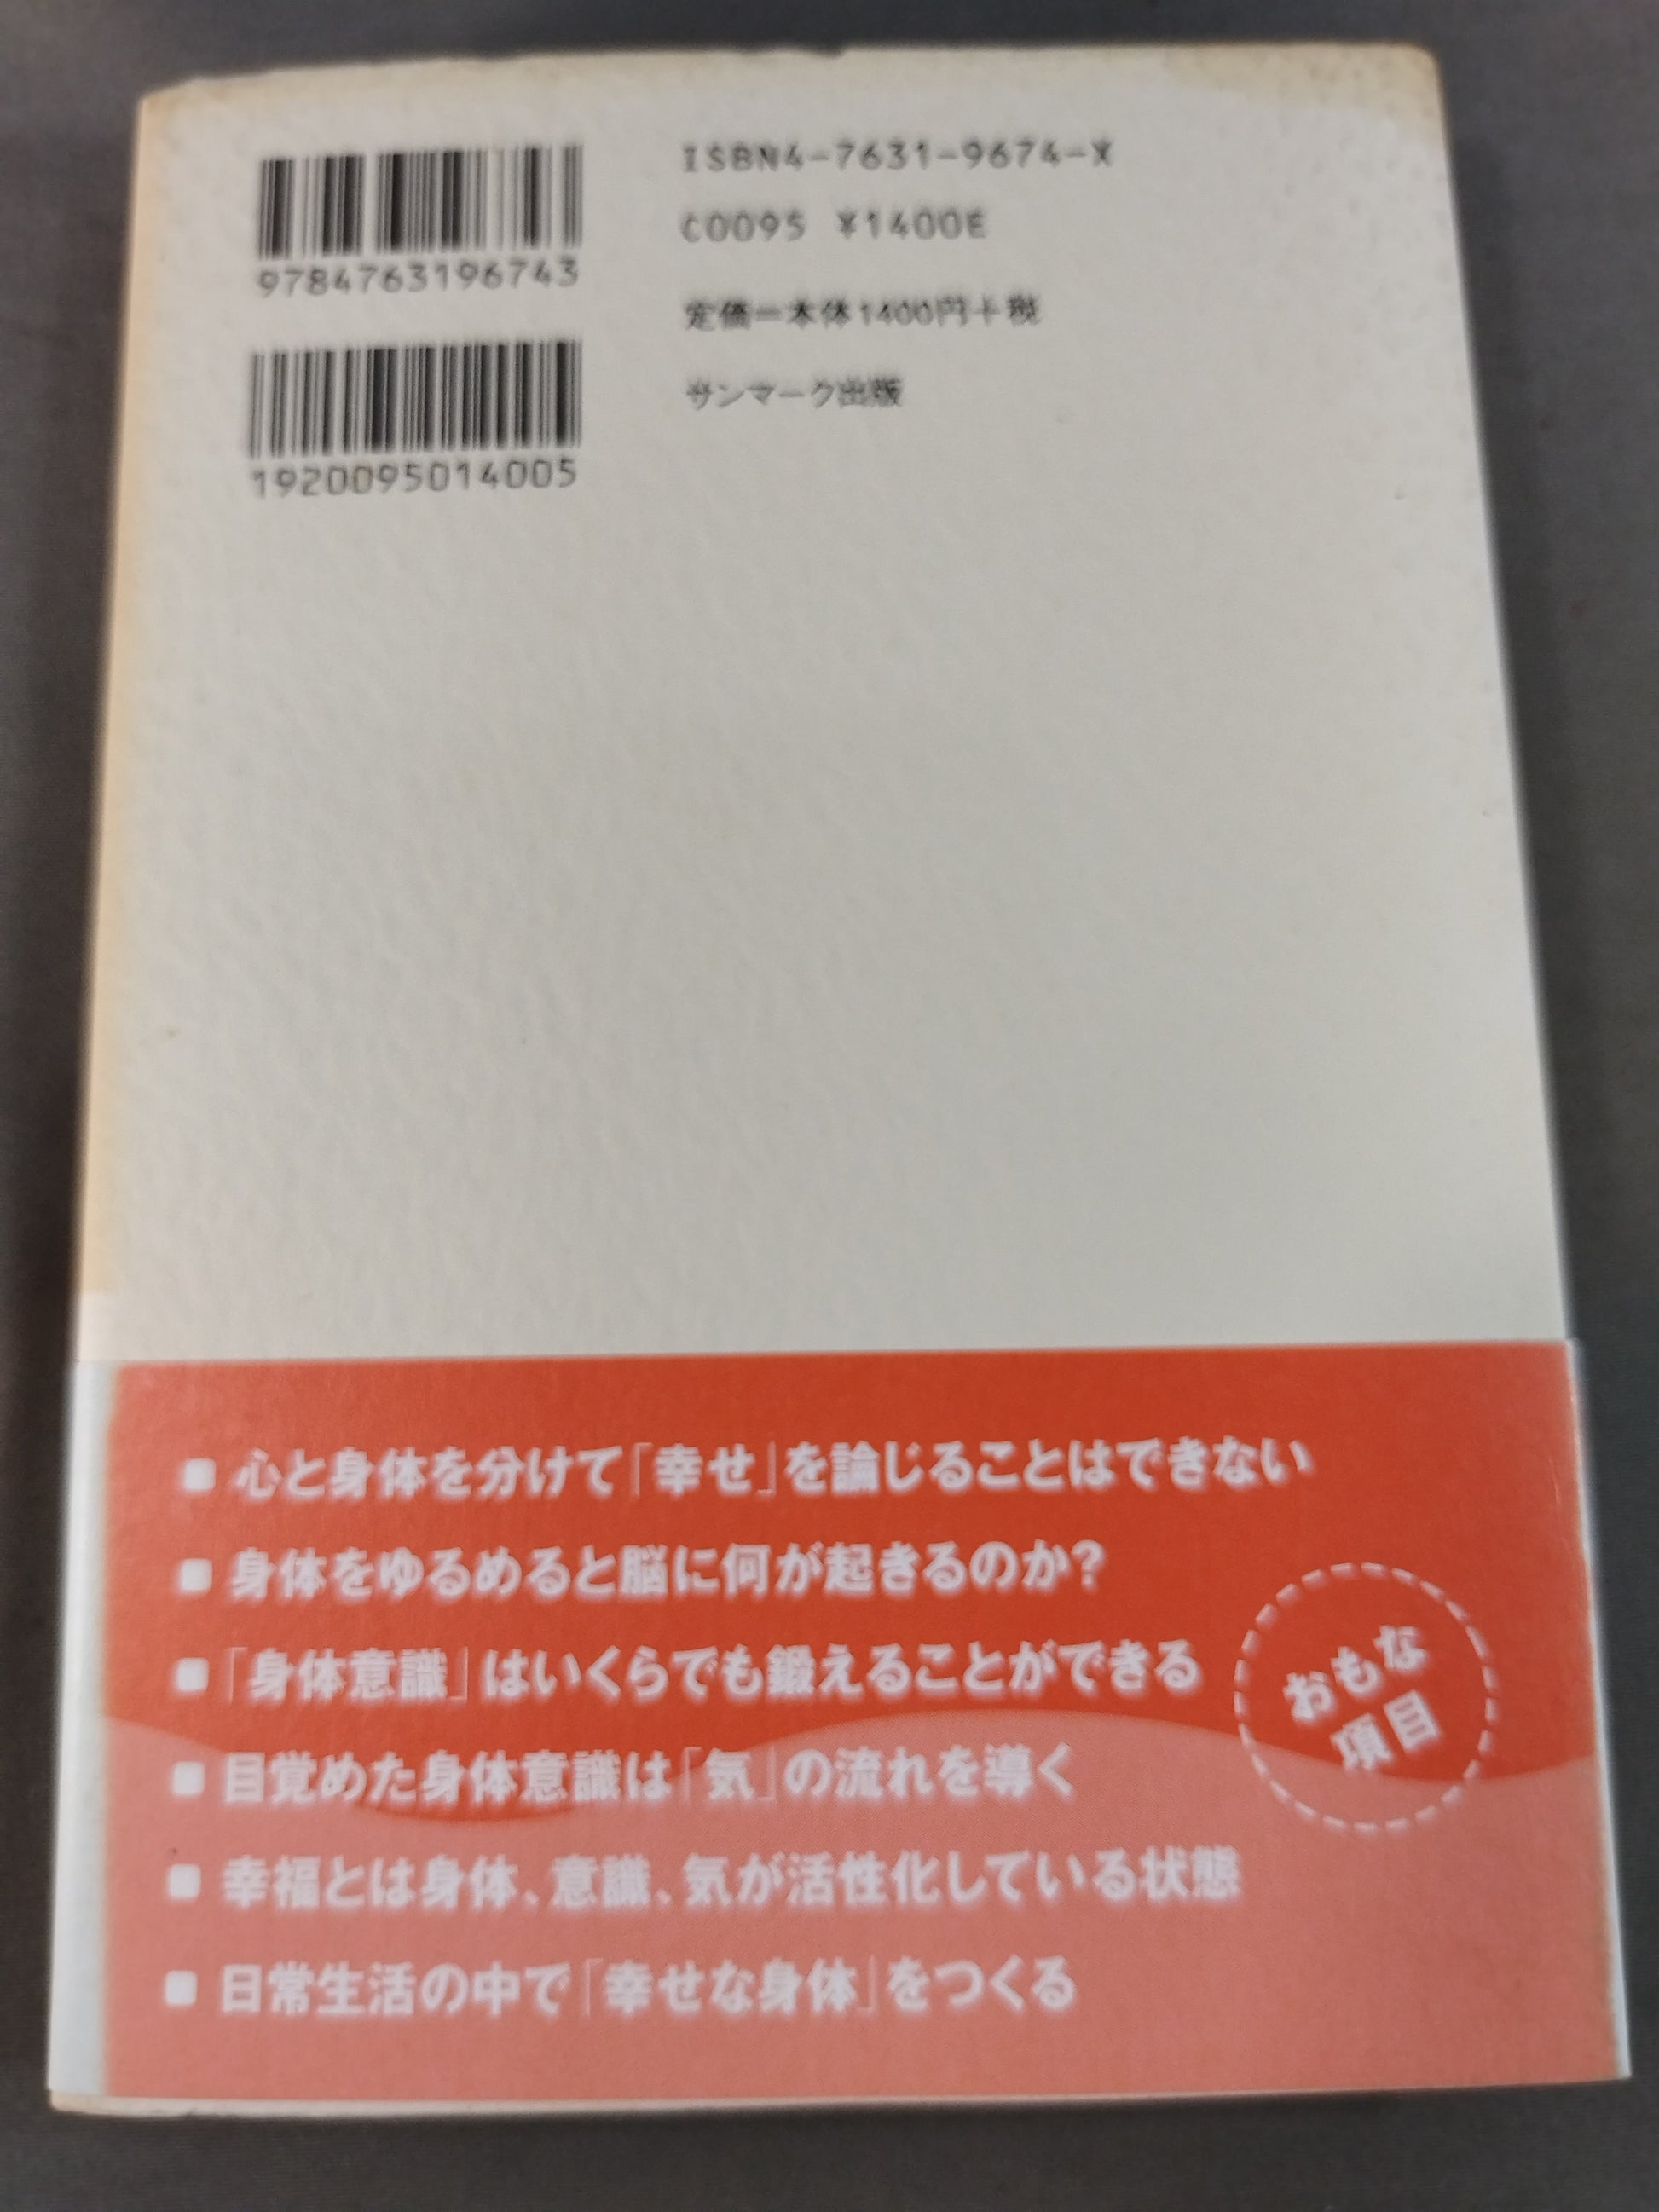 9784763196743
1920095014005
ISBN4-7631-9674-X
C0095 ¥1400E
定価=本体1400円+税
サンマーク出版
■ 心と身体を分けて「幸せ」を論じることはできない
■ 身体をゆるめると脳に何が起きるのか?
■ 「身体意識」はいくらでも鍛えることができる
■ 目覚めた身体意識は「気」の流れを導く
■ 幸福とは身体、意識、気が活性化している状態
■ 日常生活の中で「幸せな身体」をつくる
おもな
項目